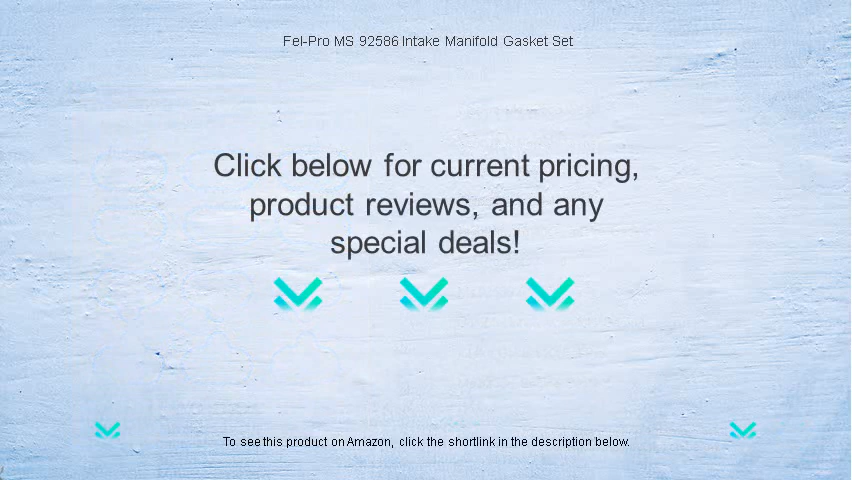 Fel-Pro MS 92586 Intake Manifold Gasket Set
Click below for current pricing,
product reviews, and any
special deals!
To see this product on Amazon, click the shortlink in the description below.